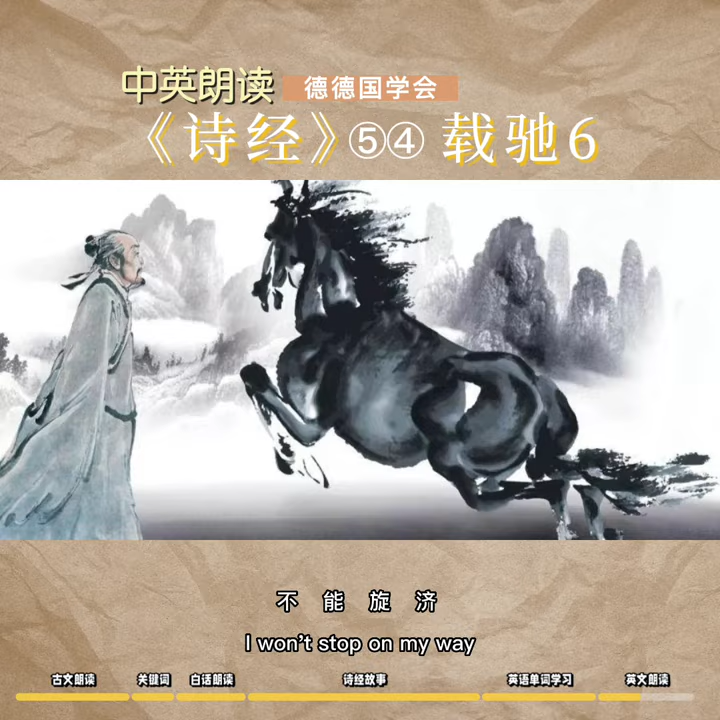 中英朗读 德德国学会
《诗经》⑤④ 载驰6
不能旋济
I won't stop on my way
古文朗读 关键词 白话朗读 诗经故事 英语单词学习 英文朗读